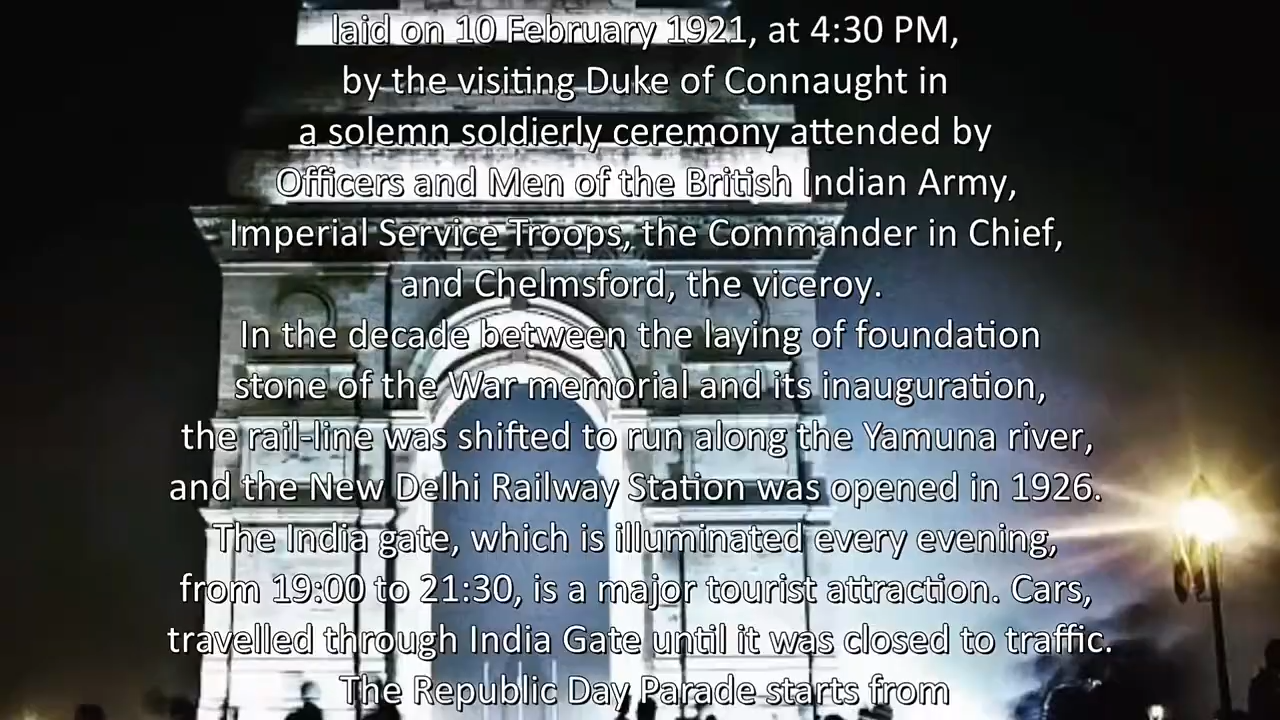 laid on 10 February 1921, at 4:30 PM,
by the visiting Duke of Connaught in
a solemn soldierly ceremony attended by
Officers and Men of the British Indian Army,
Imperial Service Troops, the Commander in Chief,
and Chelmsford, the viceroy.
In the decade between the laying of foundation
stone of the War memorial and its inauguration,
the rail-line was shifted to run along the Yamuna river,
and the New Delhi Railway Station was opened in 1926.
The India gate, which is illuminated every evening,
from 19:00 to 21:30, is a major tourist attraction. Cars,
travelled through India Gate until it was closed to traffic.
The Republic Day Parade starts from